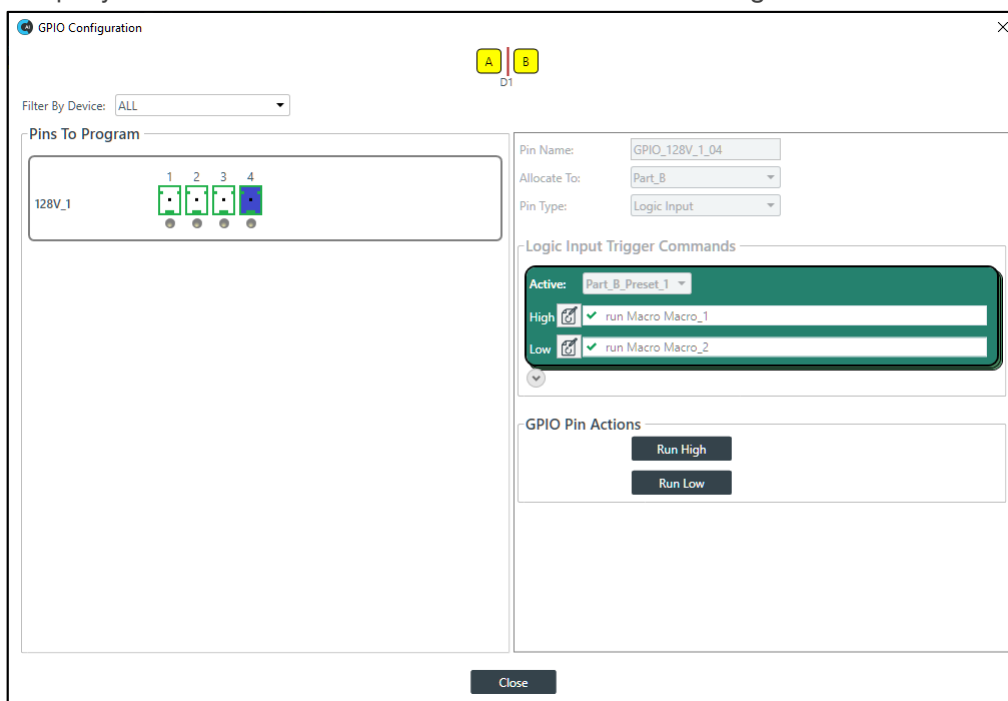 GPIO Configuration
A B
D1
Filter By Device: ALL
Pins To Program
1 2 3 4
128V_1
Pin Name: GPIO_128V_1_04
Allocate To: Part_B
Pin Type: Logic Input
Logic Input Trigger Commands
Active: Part_B_Preset_1
High run Macro Macro_1
Low run Macro Macro_2
GPIO Pin Actions
Run High
Run Low
Close